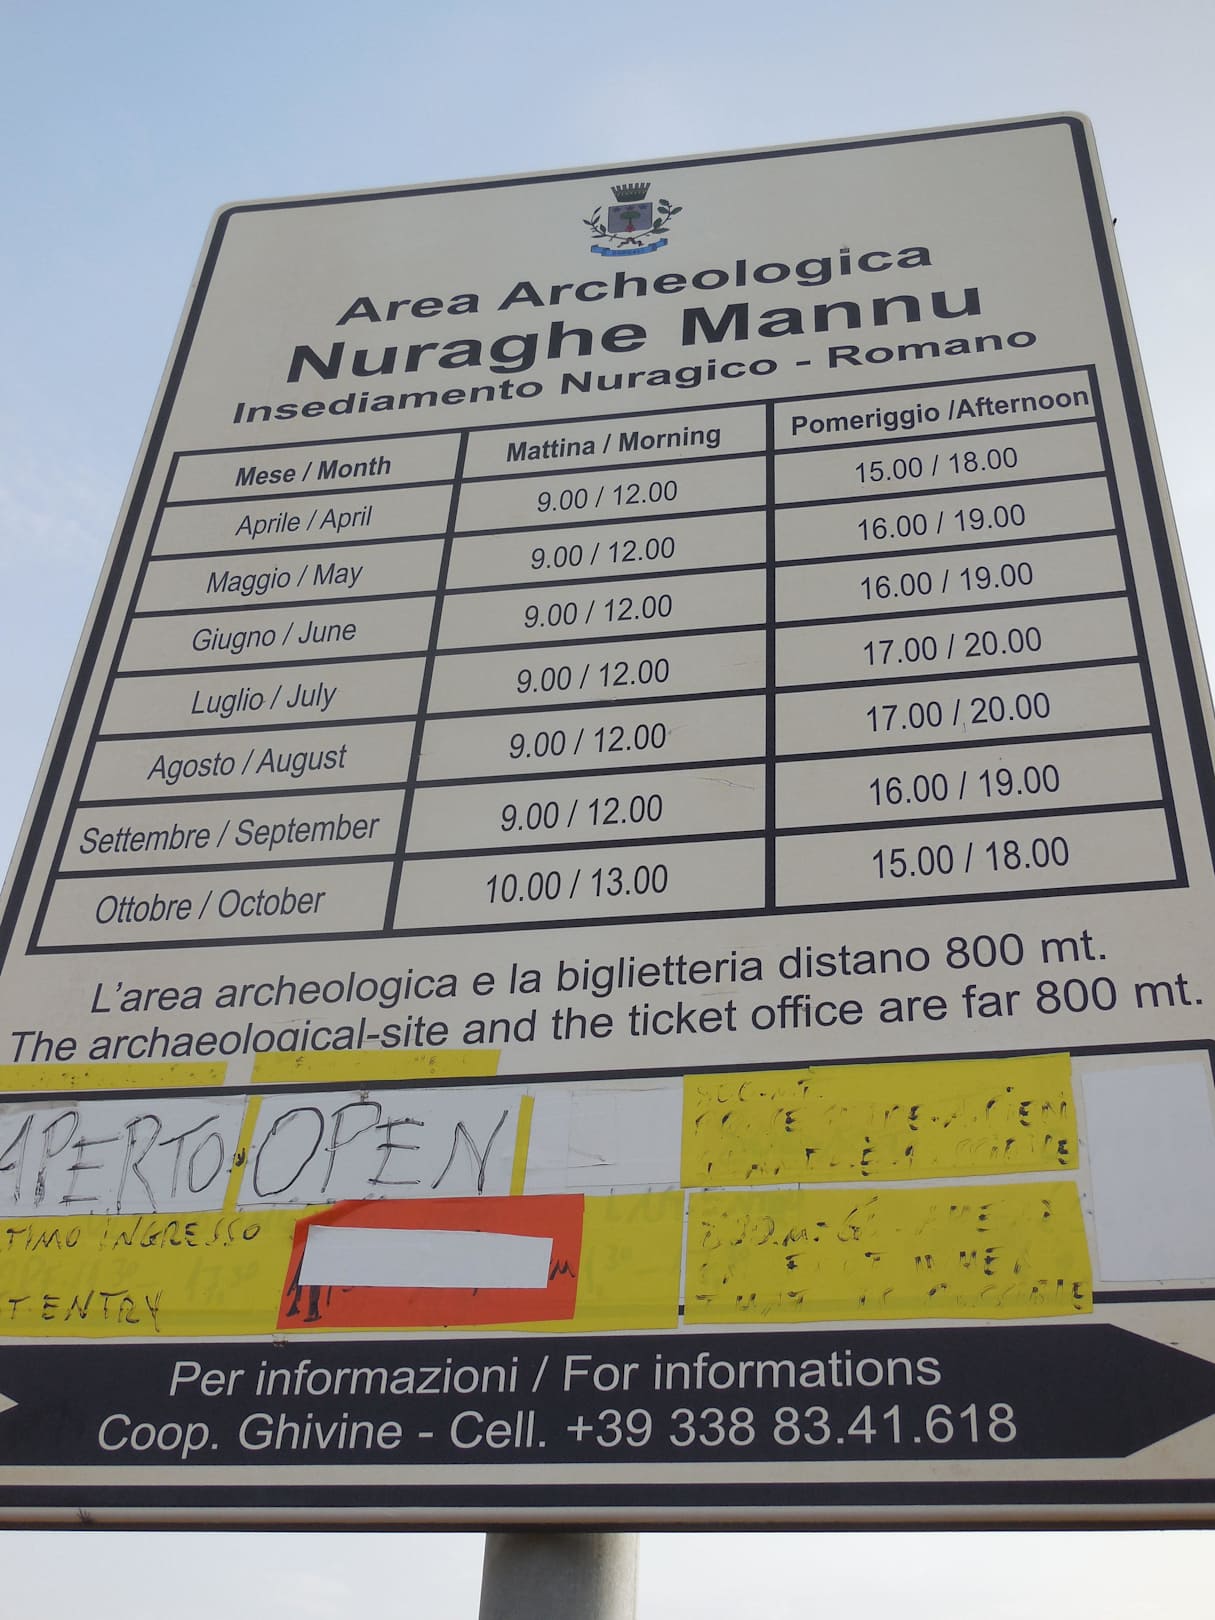 Area Archeologica
Nuraghe Mannu
Insediamento Nuragico - Romano
Mese / Month Mattina / Morning Pomeriggio /Afternoon
Aprile / April 9.00 / 12.00 15.00 / 18.00
Maggio / May 9.00 / 12.00 16.00 / 19.00
Giugno / June 9.00 / 12.00 16.00 / 19.00
Luglio / July 9.00 / 12.00 17.00 / 20.00
Agosto / August 9.00 / 12.00 17.00 / 20.00
Settembre / September 9.00 / 12.00 16.00 / 19.00
Ottobre / October 10.00 / 13.00 15.00 / 18.00
L'area archeologica e la biglietteria distano 800 mt.
The archaeological-site and the ticket office are far 800 mt.
APERTO OPEN
INGRESSO
ENTRY
Per informazioni / For informations
Coop. Ghivine - Cell. +39 338 83.41.618